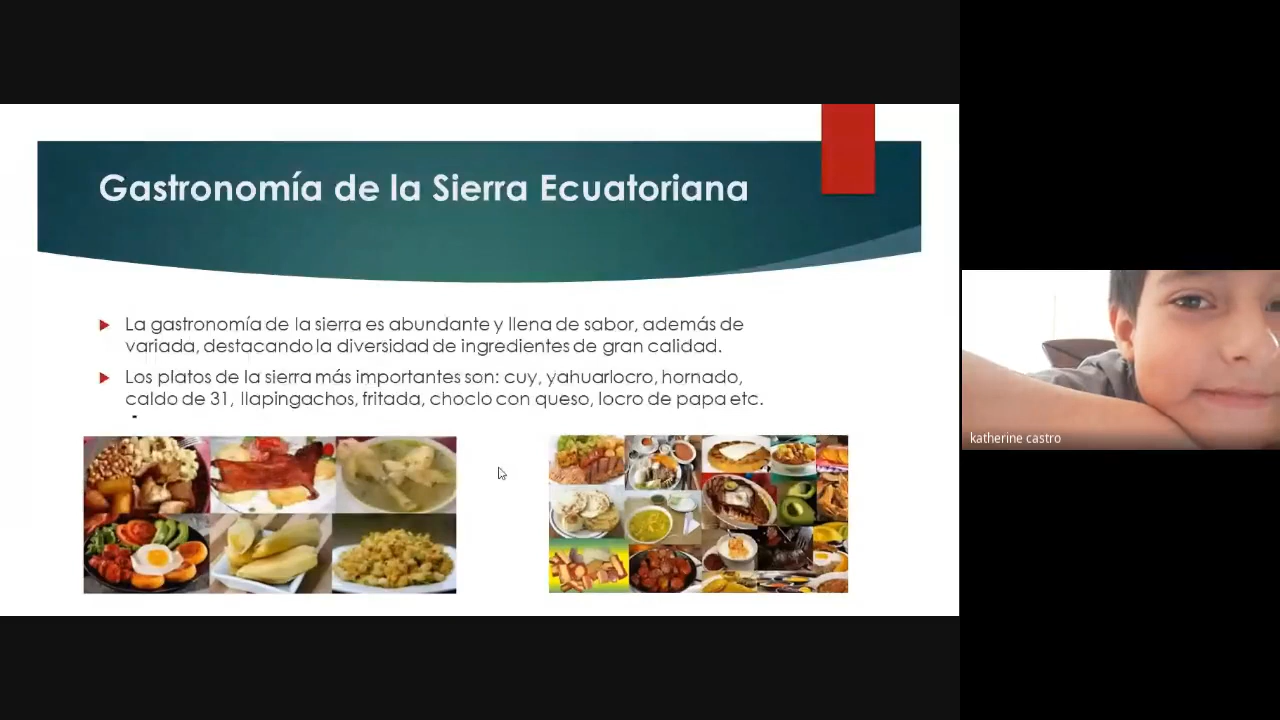 Gastronomía de la Sierra Ecuatoriana
La gastronomía de la sierra es abundante y llena de sabor, además de
variada, destacando la diversidad de ingredientes de gran calidad.
Los platos de la sierra más importantes son: cuy, yahuarlocro, hornado,
caldo de 31, llapingachos, fritada, choclo con queso, locro de papa etc.
katherine castro